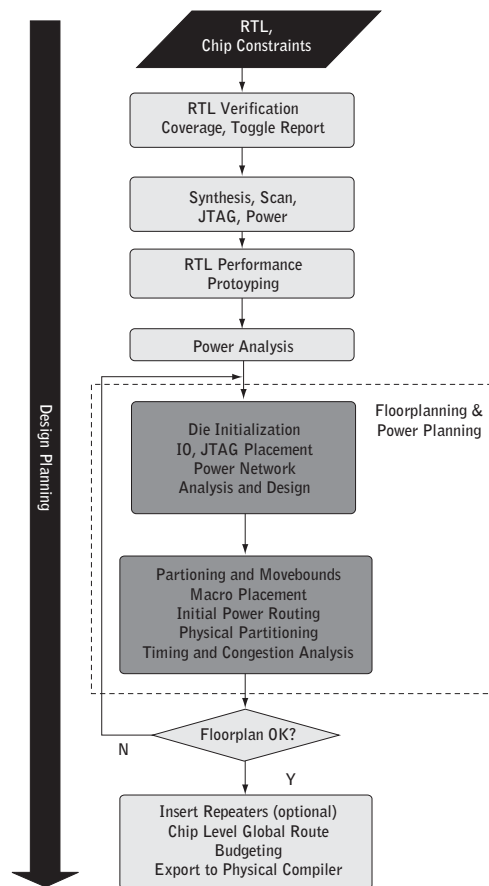 RTL,
Chip Constraints
RTL Verification
Coverage, Toggle Report
Synthesis, Scan,
JTAG, Power
RTL Performance
Protoyping
Power Analysis
Floorplanning &
Power Planning
Die Initialization
IO, JTAG Placement
Power Network
Analysis and Design
Design Planning
Partioning and Movebounds
Macro Placement
Initial Power Routing
Physical Partitioning
Timing and Congestion Analysis
Floorplan OK?
N
Y
Insert Repeaters (optional)
Chip Level Global Route
Budgeting
Export to Physical Compiler